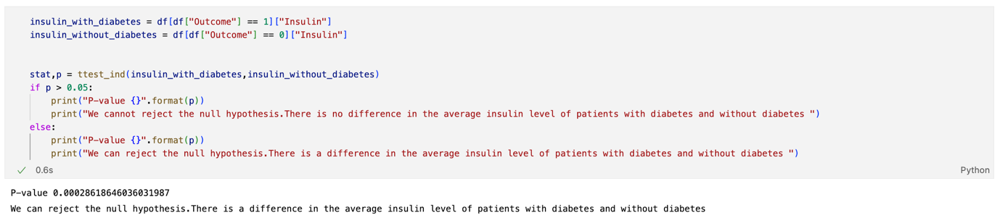 insulin_with_diabetes = df[df["Outcome"] == 1]["Insulin"]
insulin_without_diabetes = df[df["Outcome"] == 0]["Insulin"]
stat,p = ttest_ind(insulin_with_diabetes,insulin_without_diabetes)
if p > 0.05:
    print("P-value {}".format(p))
    print("We cannot reject the null hypothesis.There is no difference in the average insulin level of patients with diabetes and without diabetes ")
else:
    print("P-value {}".format(p))
    print("We can reject the null hypothesis.There is a difference in the average insulin level of patients with diabetes and without diabetes ")
0.6s Python
P-value 0.00028618646036031987
We can reject the null hypothesis.There is a difference in the average insulin level of patients with diabetes and without diabetes